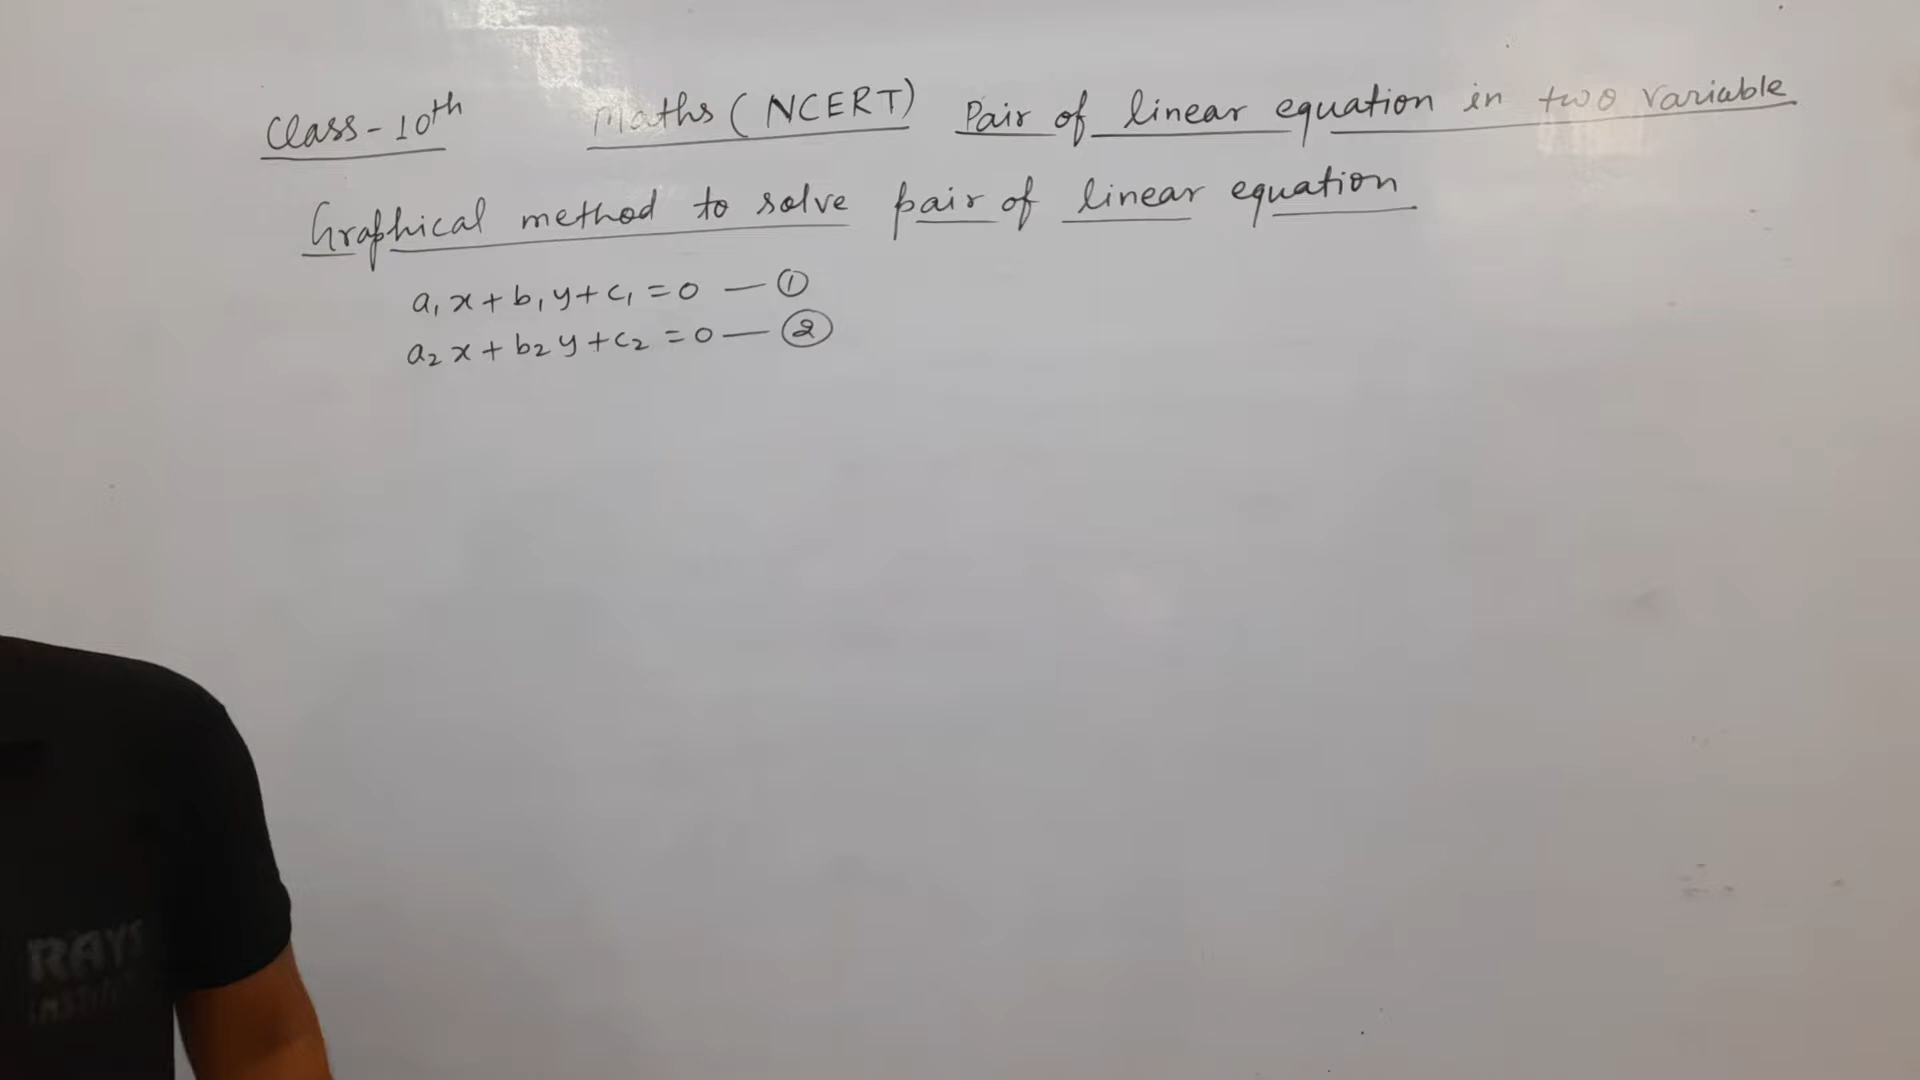 Class-10th Maths (NCERT) Pair of linear equation in two variable
Graphical method to solve pair of linear equation
a₁x + b₁y + c₁ = 0 — ①
a₂x + b₂y + c₂ = 0 — ②
RAYS